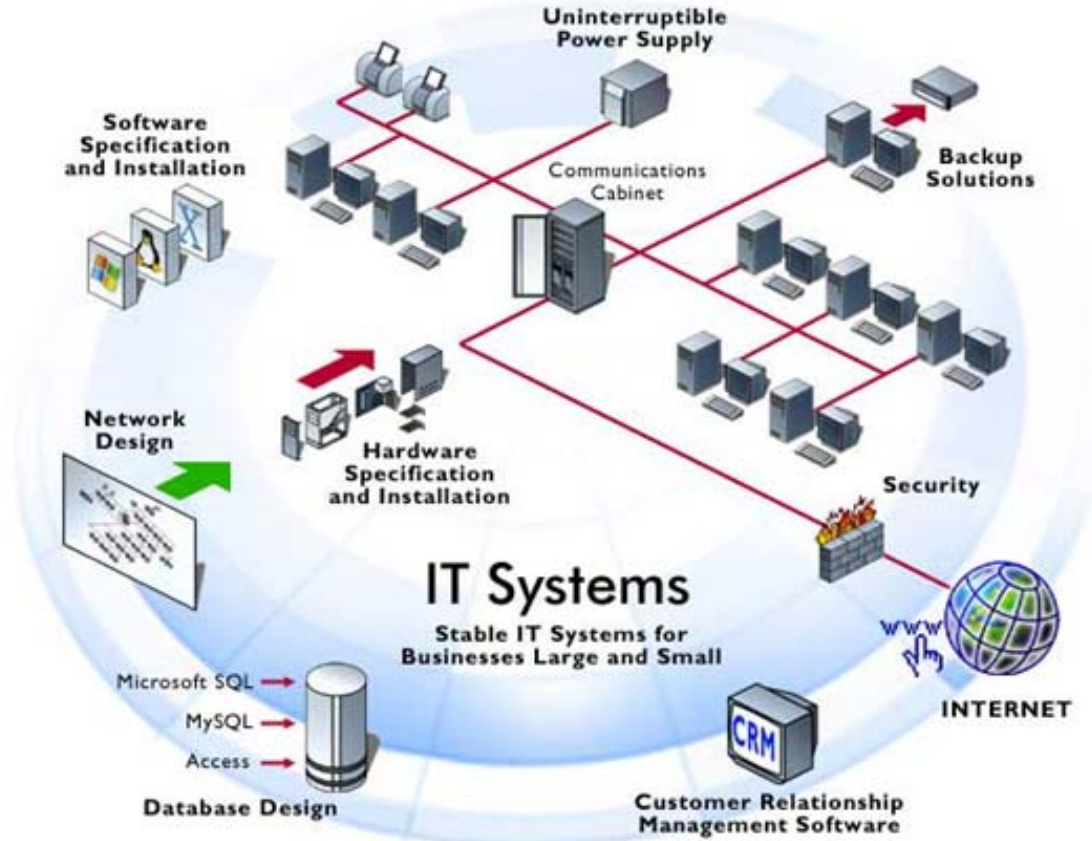 Uninterruptible
Power Supply
Software
Specification
and Installation
Communications
Cabinet
Backup
Solutions
X
Network
Design
Hardware
Specification
and Installation
Security
IT Systems
Stable IT Systems for
Businesses Large and Small
www
INTERNET
Microsoft SQL
MySQL
Access
Database Design
CRM
Customer Relationship
Management Software